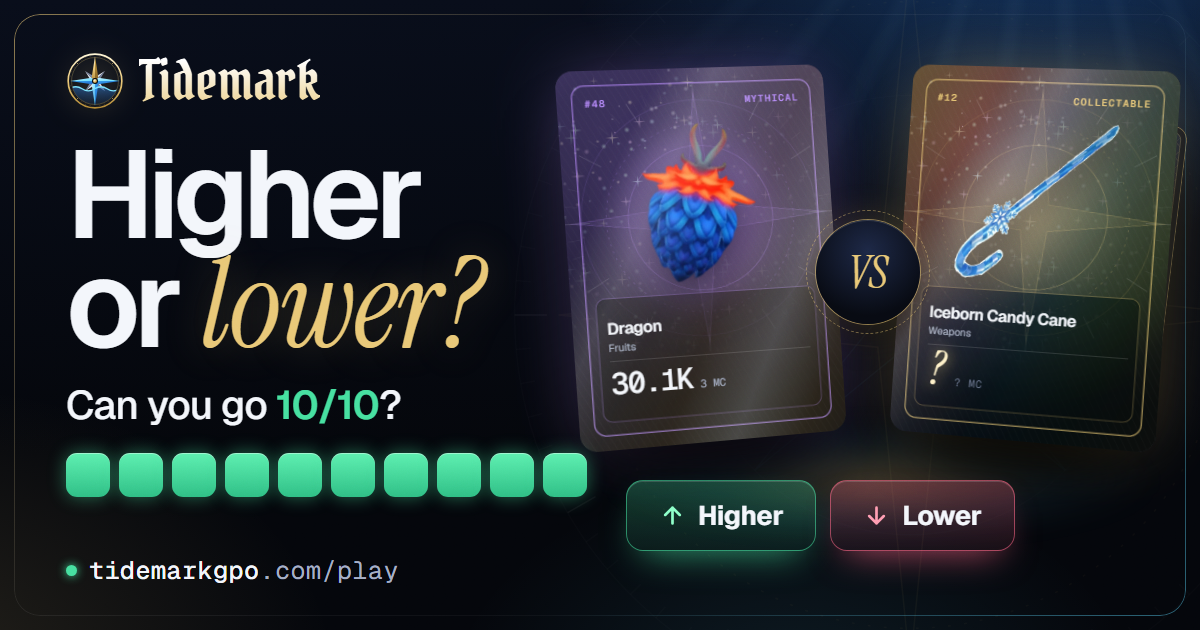 Tidemark
Higher
or lower?
Can you go 10/10?
tidemarkgpo.com/play
#48 MYTHICAL
Dragon
Fruits
30.1K 3 MC
VS
#12 COLLECTABLE
Iceborn Candy Cane
Weapons
? ? MC
↑ Higher
↓ Lower